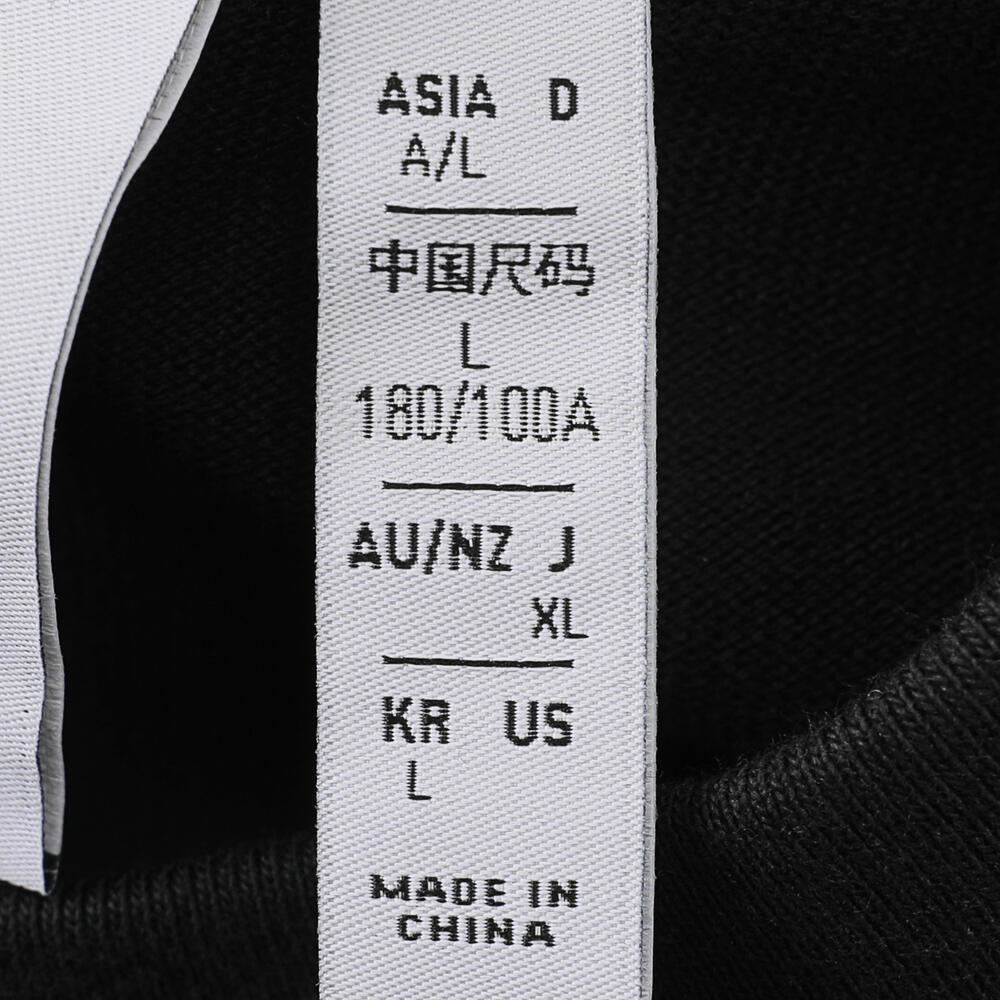 ASIA D
A/L
中国尺码
L
180/100A
AU/NZ J
XL
KR US
L
MADE IN
CHINA